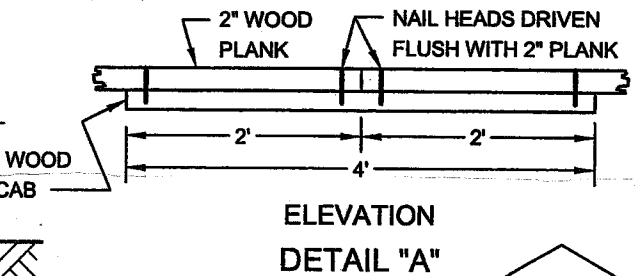 2" WOOD
PLANK
NAIL HEADS DRIVEN
FLUSH WITH 2" PLANK
2'
2'
WOOD
CAB
4'
ELEVATION
DETAIL "A"